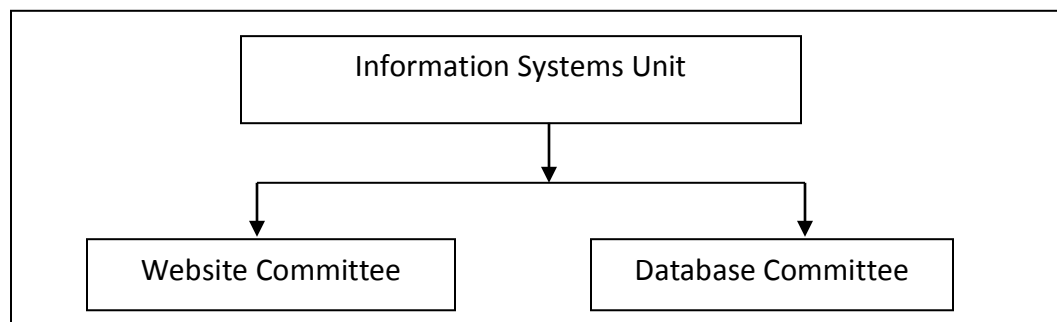 Information Systems Unit
Website Committee
Database Committee